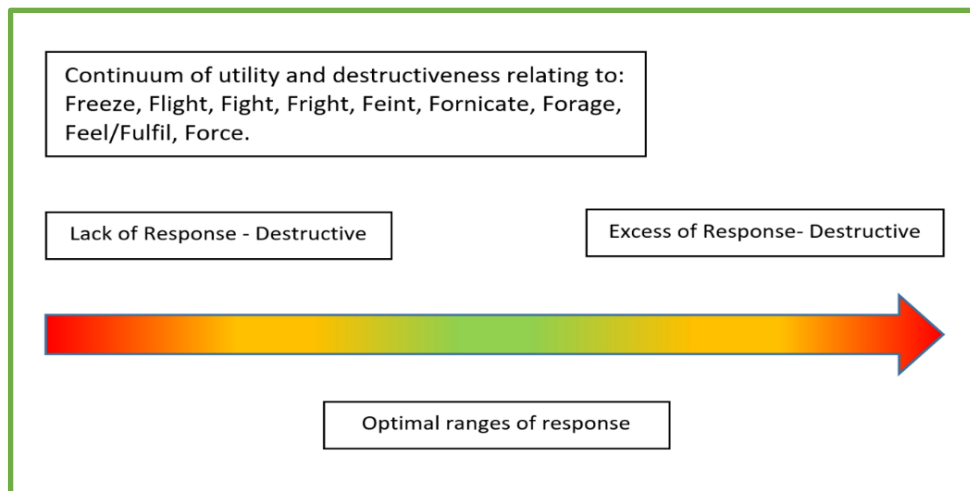 Continuum of utility and destructiveness relating to:
Freeze, Flight, Fight, Fright, Feint, Fornicate, Forage,
Feel/Fulfil, Force.
Lack of Response - Destructive
Excess of Response- Destructive
Optimal ranges of response